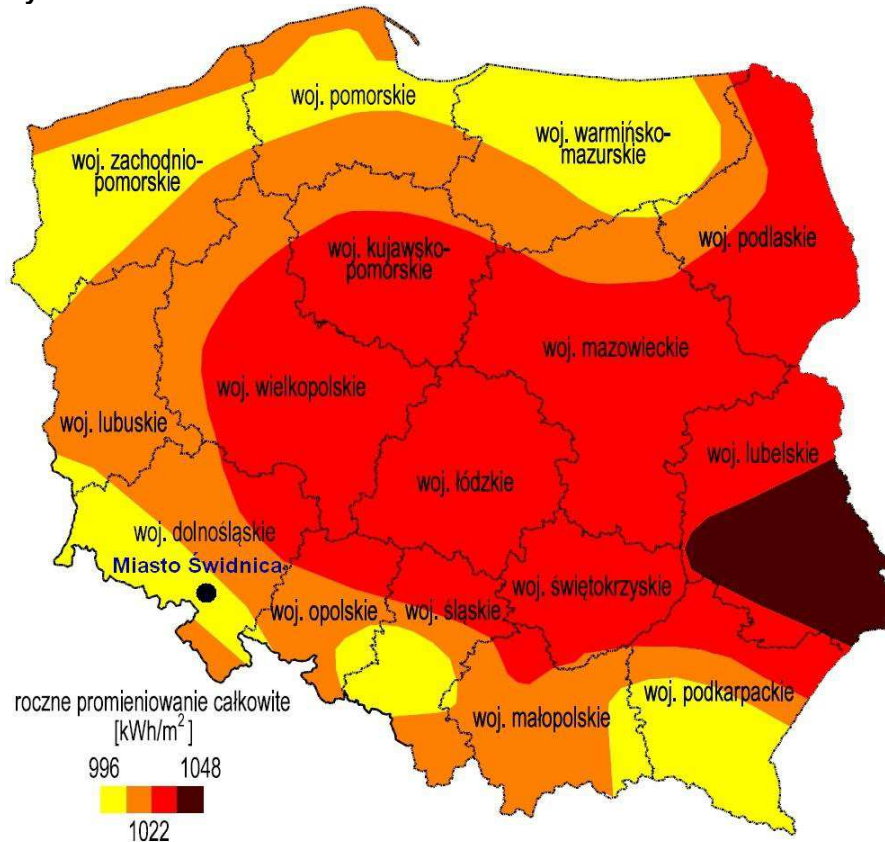 woj. pomorskie
woj. warmińsko-
mazurskie
woj. zachodnio-
pomorskie
woj. podlaskie
woj. kujawsko-
pomorskie
woj. mazowieckie
woj. wielkopolskie
woj. lubuskie
woj. lubelskie
woj. łódzkie
woj. dolnośląskie
Miasto Świdnica
woj. świętokrzyskie
woj. opolskie
woj. śląskie
woj. podkarpackie
woj. małopolskie
roczne promieniowanie całkowite
[kWh/m²]
996 1048
1022